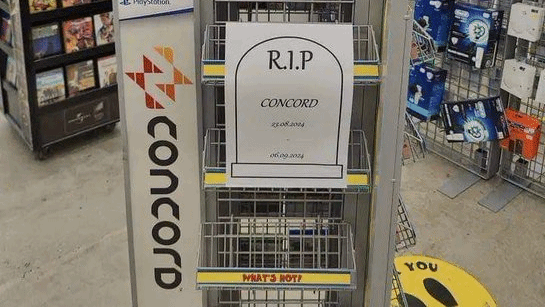 PlayStation
CONCORD
R.I.P
CONCORD
23.08.2024
-
06.09.2024
WHAT'S HOT!
YOU